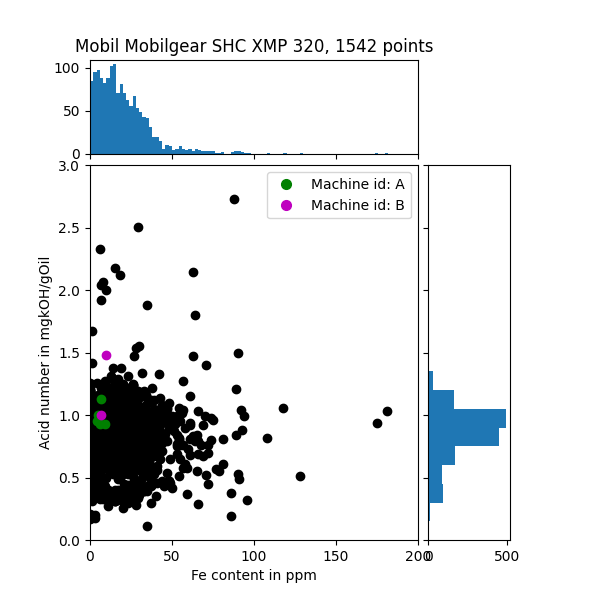 Mobil Mobilgear SHC XMP 320, 1542 points
100
50
0
3.0
2.5
2.0
1.5
1.0
0.5
0.0
Acid number in mgkOH/gOil
Machine id: A
Machine id: B
0 50 100 150 200
0 500
Fe content in ppm